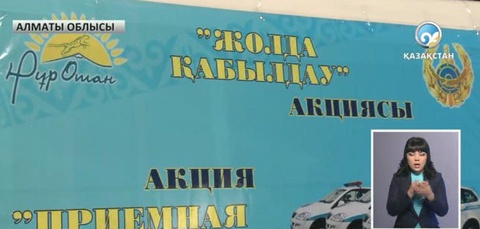 АЛМАТЫ ОБЛЫСЫ
Нұр Отан
ҚАЗАҚСТАН
"ЖОЛДА
ҚАБЫЛДАУ"
АКЦИЯСЫ
АКЦИЯ
"ПРИЕМНАЯ